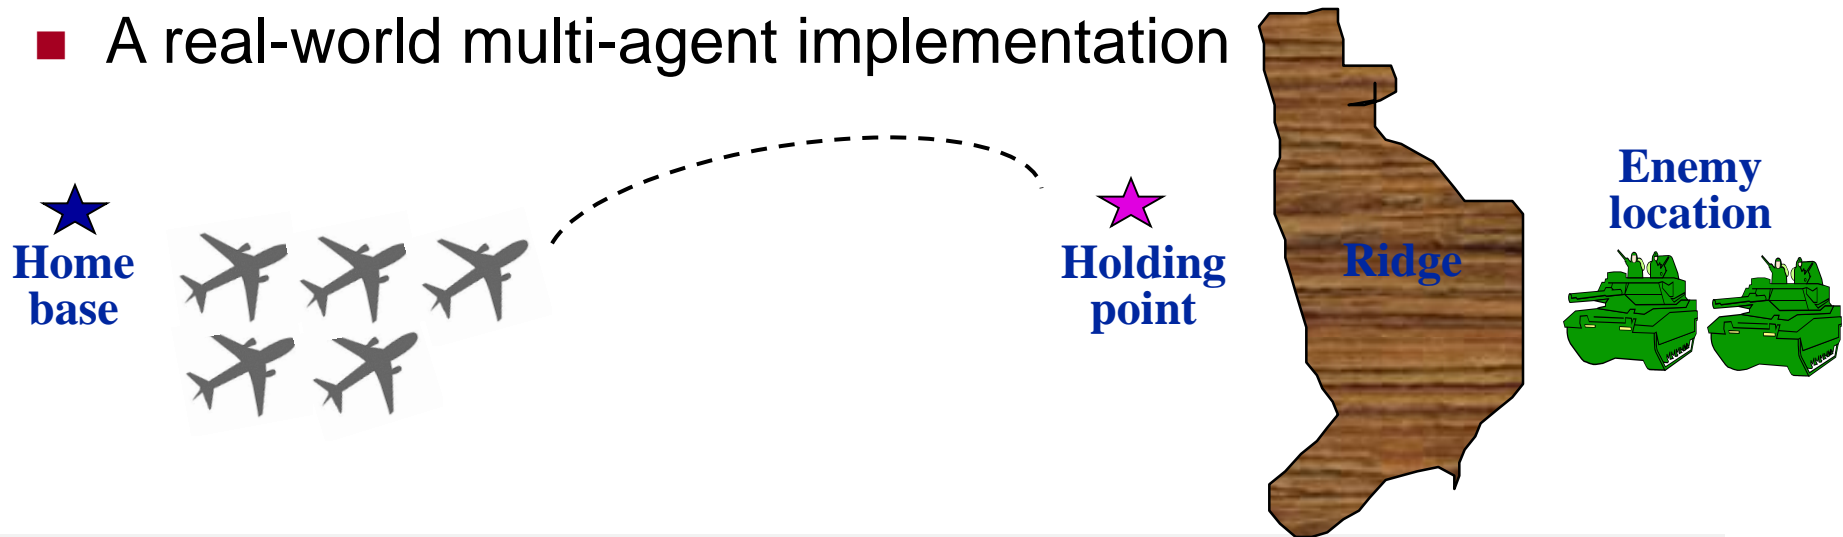 A real-world multi-agent implementation
Home
base
Holding
point
Ridge
Enemy
location